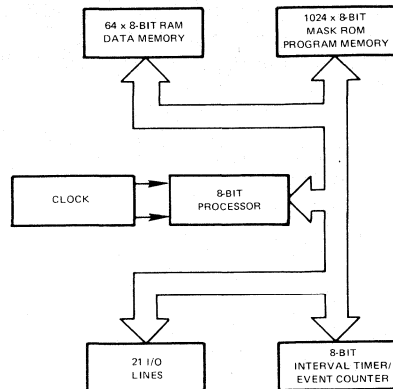 64 x 8-BIT RAM
DATA MEMORY
1024 x 8-BIT
MASK ROM
PROGRAM MEMORY
CLOCK
8-BIT
PROCESSOR
21 I/O
LINES
8-BIT
INTERVAL TIMER/
EVENT COUNTER